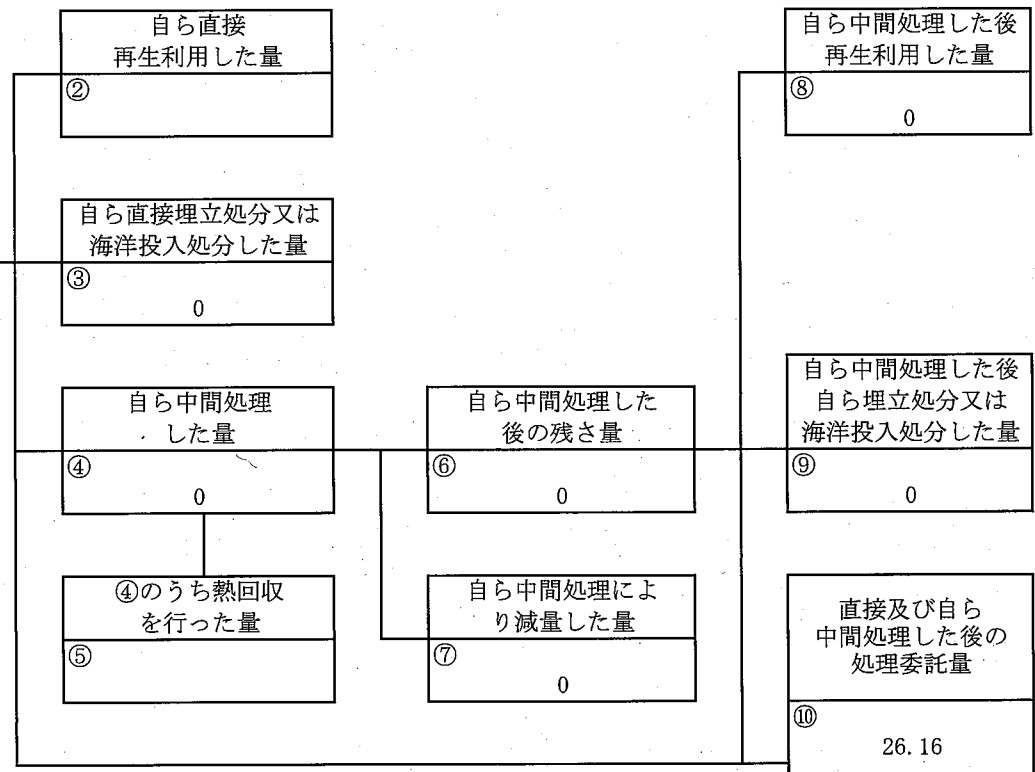 自ら直接
再生利用した量
②
自ら中間処理した後
再生利用した量
⑧
0
自ら直接埋立処分又は
海洋投入処分した量
③
0
自ら中間処理
した量
④
0
自ら中間処理した
後の残さ量
⑥
0
自ら中間処理した後
自ら埋立処分又は
海洋投入処分した量
⑨
0
④のうち熱回収
を行った量
⑤
自ら中間処理によ
り減量した量
⑦
0
直接及び自ら
中間処理した後の
処理委託量
⑩
26.16